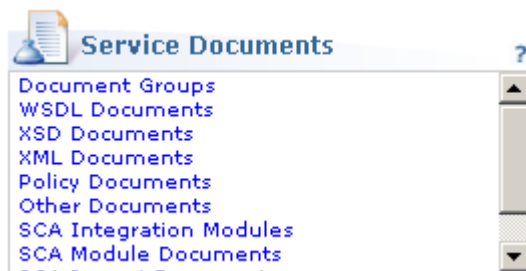 Service Documents
?
Document Groups
WSDL Documents
XSD Documents
XML Documents
Policy Documents
Other Documents
SCA Integration Modules
SCA Module Documents